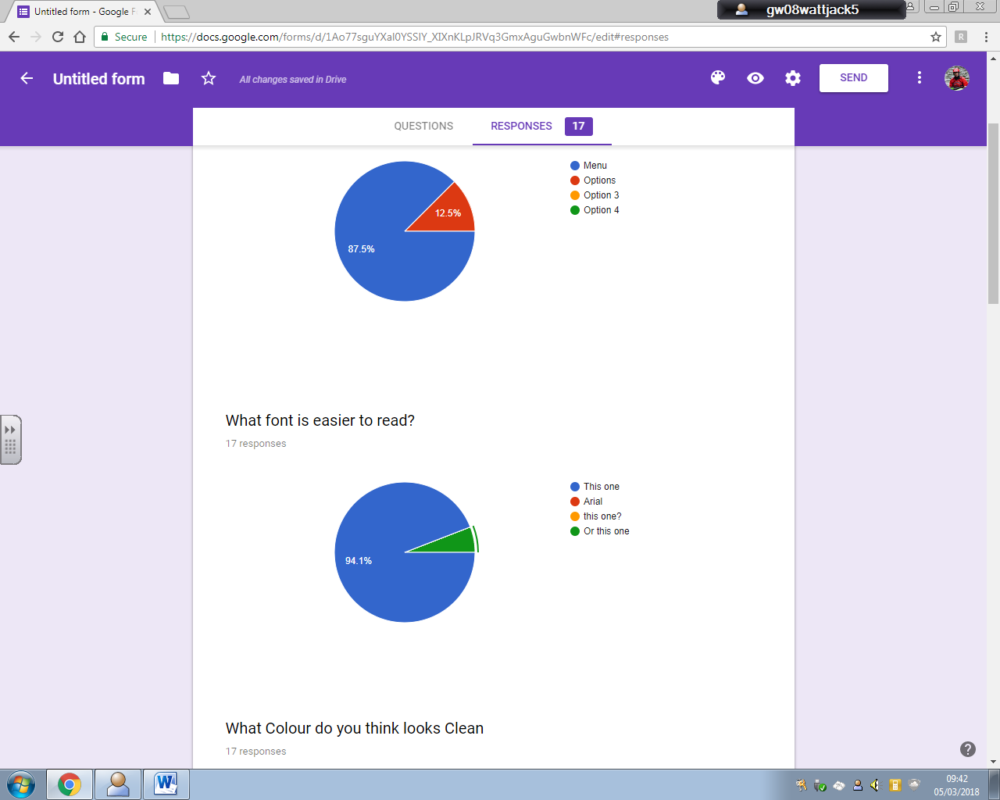 Untitled form - Google F
gw08wattjack5
Secure
https://docs.google.com/forms/d/1Ao77sguYXal0YSSlY_XIXnKLpJRVq3GmxAguGwbnWFc/edit#responses
R
Untitled form
All changes saved in Drive
SEND
QUESTIONS
RESPONSES 17
Menu
Options
Option 3
Option 4
12.5%
87.5%
What font is easier to read?
17 responses
This one
Arial
this one?
Or this one
94.1%
What Colour do you think looks Clean
17 responses
?
W
09:42
05/03/2018